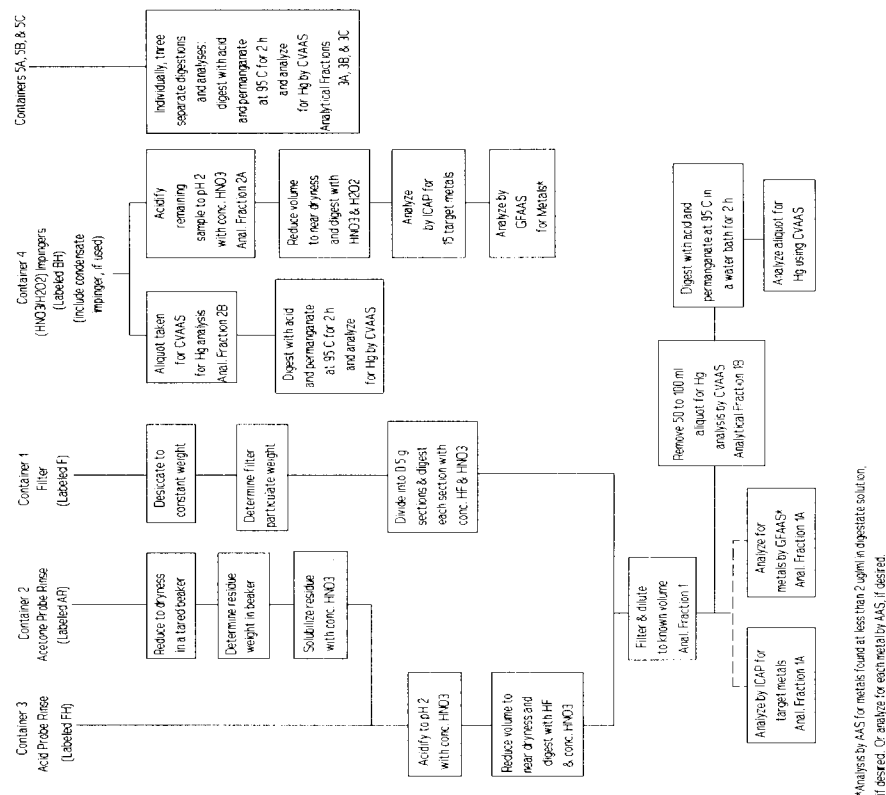 Container 3
Acid Probe Rinse
(Labeled FH)
Acidify to pH 2
with conc. HNO3
Reduce volume to
near dryness and
digest with HF
& conc. HNO3
Container 2
Acetone Probe Rinse
(Labeled AR)
Reduce to dryness
in a tared beaker
Determine residue
weight in beaker
Solubilize residue
with conc. HNO3
Container 1
Filter
(Labeled F)
Desiccate to
constant weight
Determine filter
particulate weight
Divide into 0.5 g
sections & digest
each section with
conc. HF & HNO3
Filter & dilute
to known volume
Anal. Fraction 1
Analyze by ICAP for
target metals
Anal. Fraction 1A
Analyze for
metals by GFAAS*
Anal. Fraction 1A
Remove 50 to 100 ml
aliquot for Hg
analysis by CVAAS
Analytical Fraction 1B
Digest with acid and
permanganate at 95 C in
a water bath for 2 h
Analyze aliquot for
Hg using CVAAS
Container 4
(HNO3/H2O2) Impingers
(Labeled BH)
(include condensate
impinger, if used)
Aliquot taken
for CVAAS
for Hg analysis
Anal. Fraction 2B
Digest with acid
and permanganate
at 95 C for 2 h
and analyze
for Hg by CVAAS
Acidify
remaining
sample to pH 2
with conc. HNO3
Anal. Fraction 2A
Reduce volume
to near dryness
and digest with
HNO3 & H2O2
Analyze
by ICAP for
15 target metals
Analyze by
GFAAS
for Metals*
Containers 5A, 5B, & 5C
Individually, three
separate digestions
and analyses:
digest with acid
and permanganate
at 95 C for 2 h
and analyze
for Hg by CVAAS
Analytical Fractions
3A, 3B, & 3C
*Analysis by AAS for metals found at less than 2 ug/ml in digestate solution,
if desired. Or analyze for each metal by AAS, if desired.